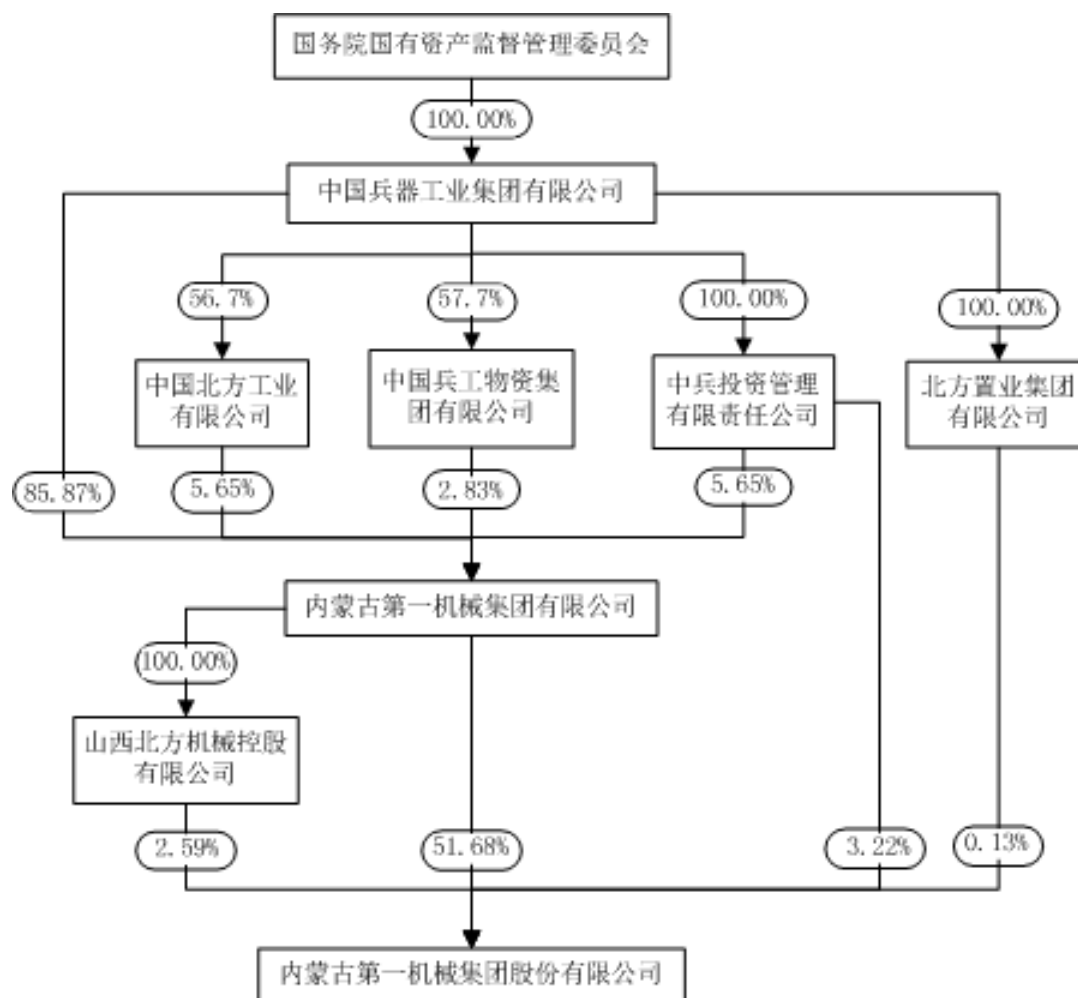 国务院国有资产监督管理委员会
100.00%
中国兵器工业集团有限公司
56.7%
57.7%
100.00%
100.00%
中国北方工业
有限公司
中国兵工物资集
团有限公司
中兵投资管理
有限责任公司
北方置业集团
有限公司
85.87%
5.65%
2.83%
5.65%
内蒙古第一机械集团有限公司
100.00%
山西北方机械控股
有限公司
2.59%
51.68%
3.22%
0.13%
内蒙古第一机械集团股份有限公司